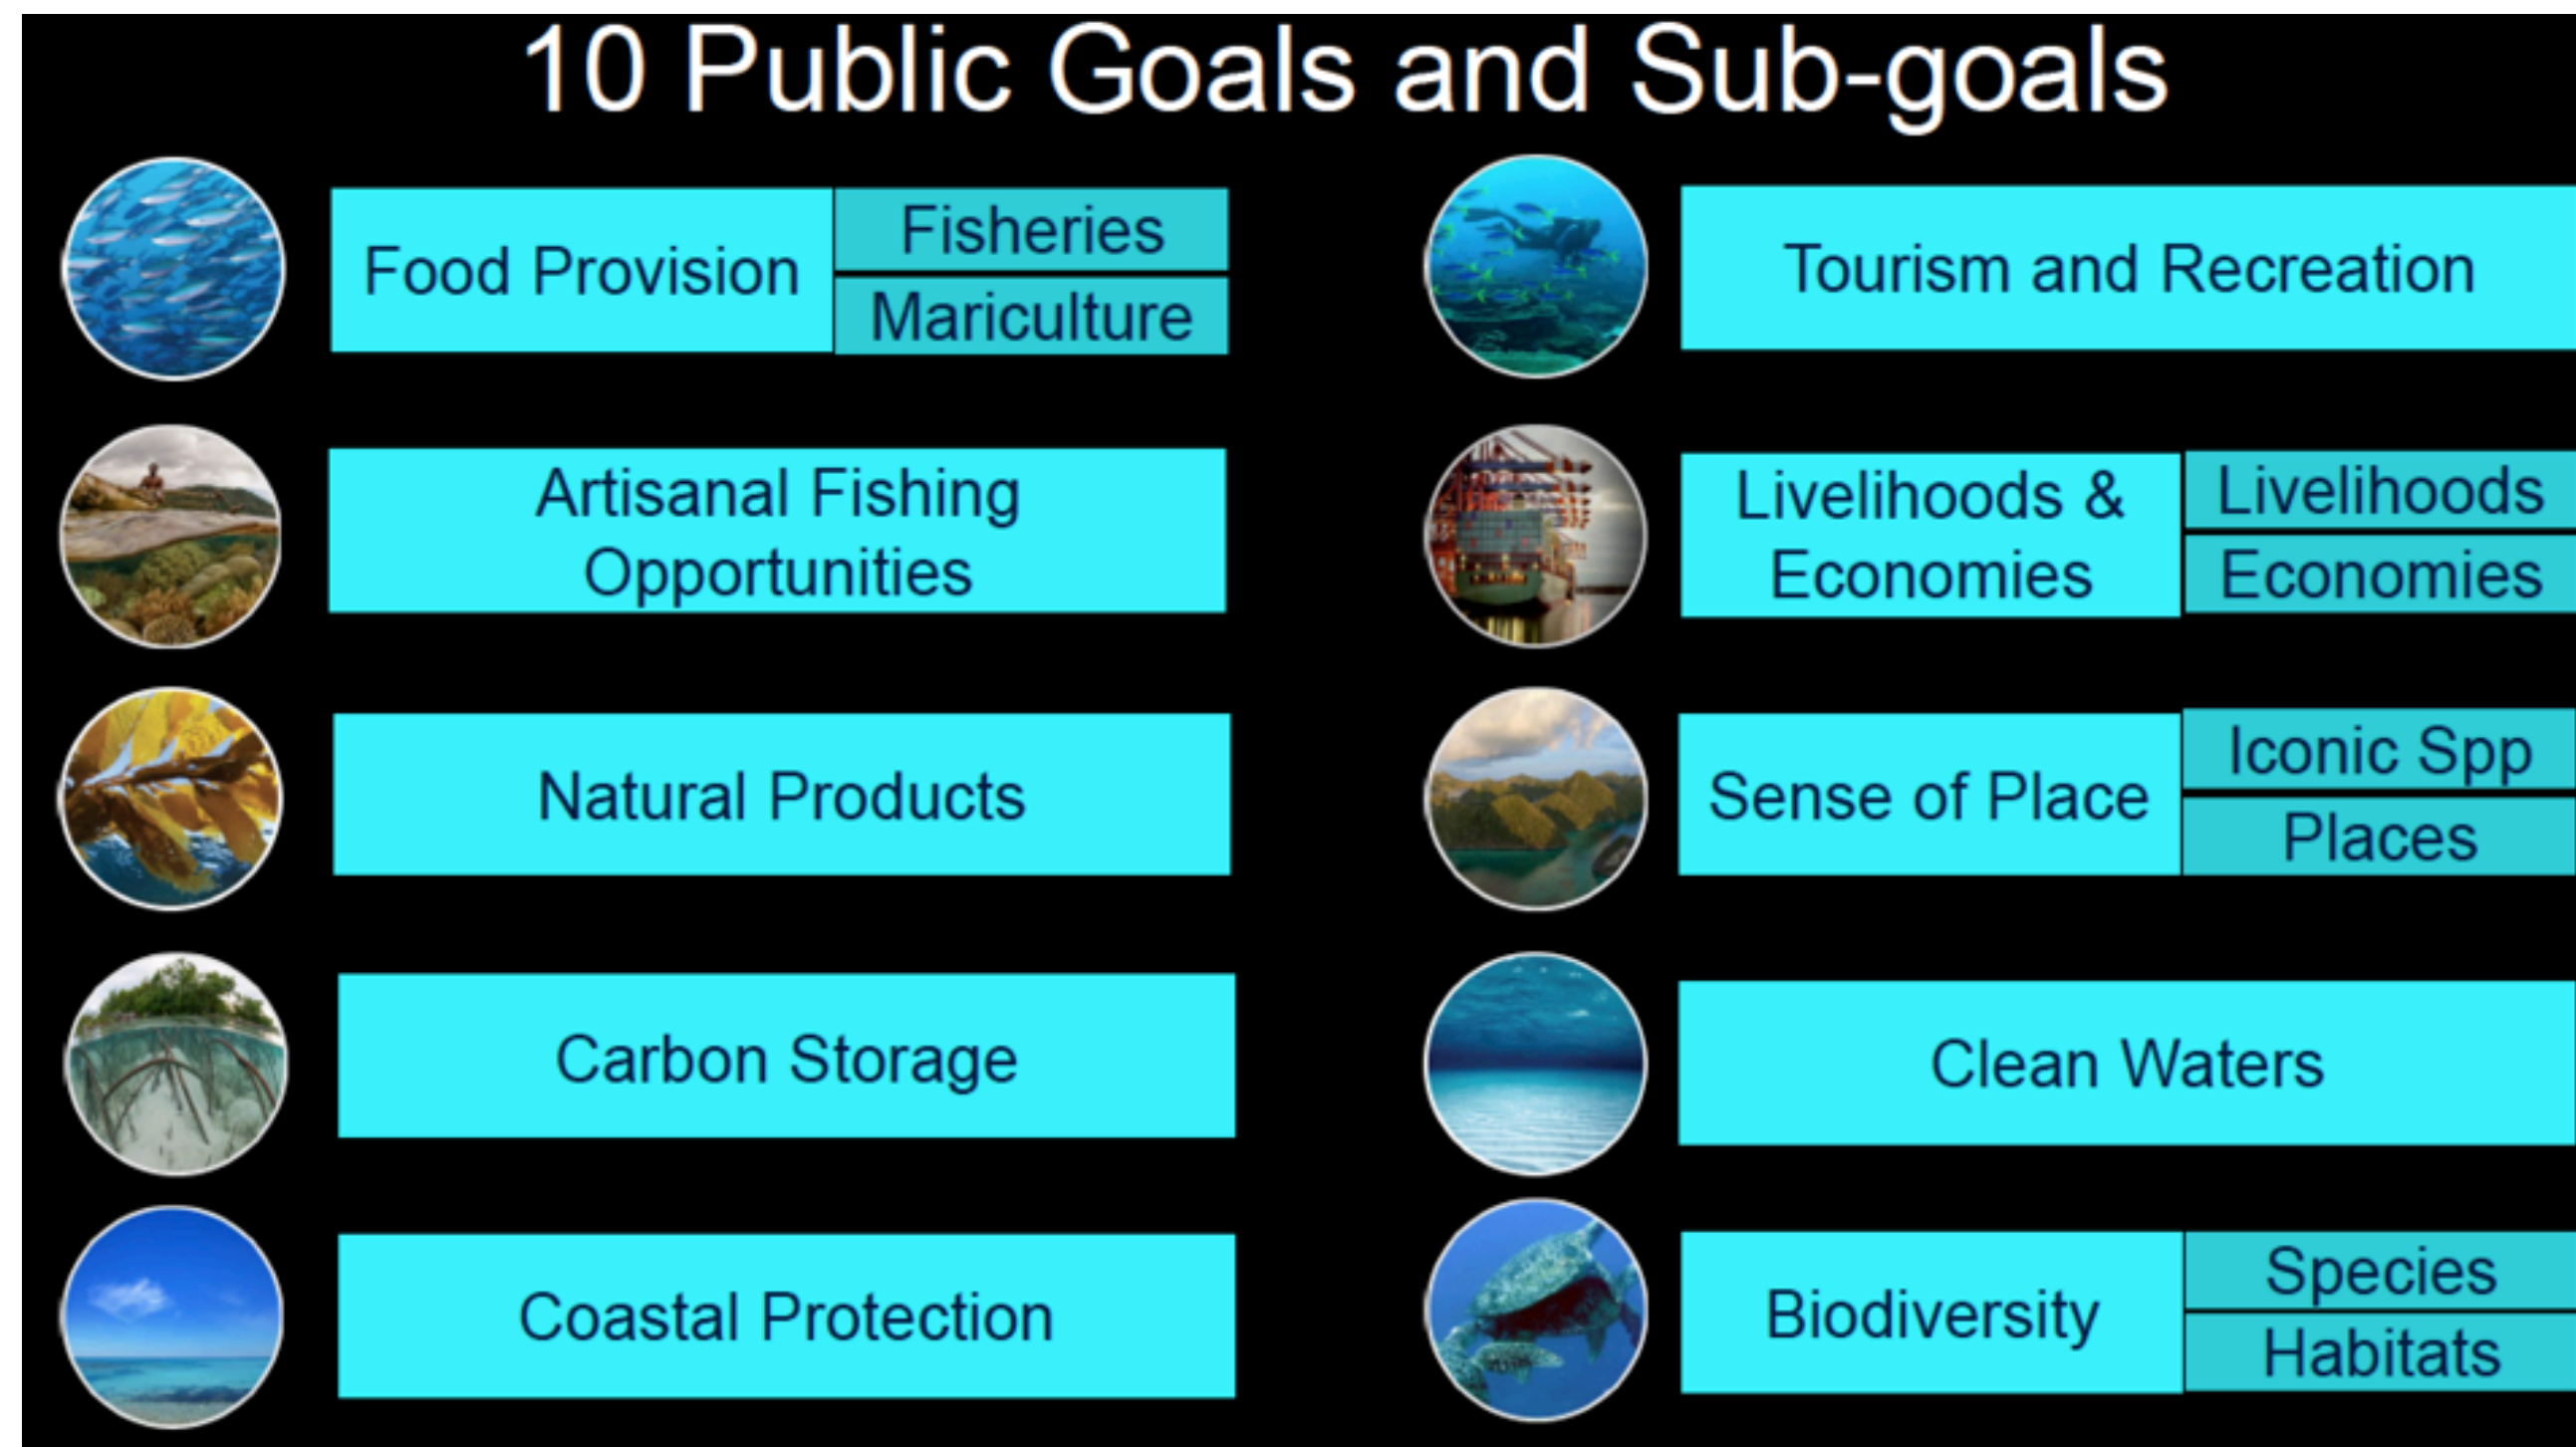 10 Public Goals and Sub-goals
Food Provision
Fisheries
Mariculture
Artisanal Fishing
Opportunities
Natural Products
Carbon Storage
Coastal Protection
Tourism and Recreation
Livelihoods &
Economies
Livelihoods
Economies
Sense of Place
Iconic Spp
Places
Clean Waters
Biodiversity
Species
Habitats